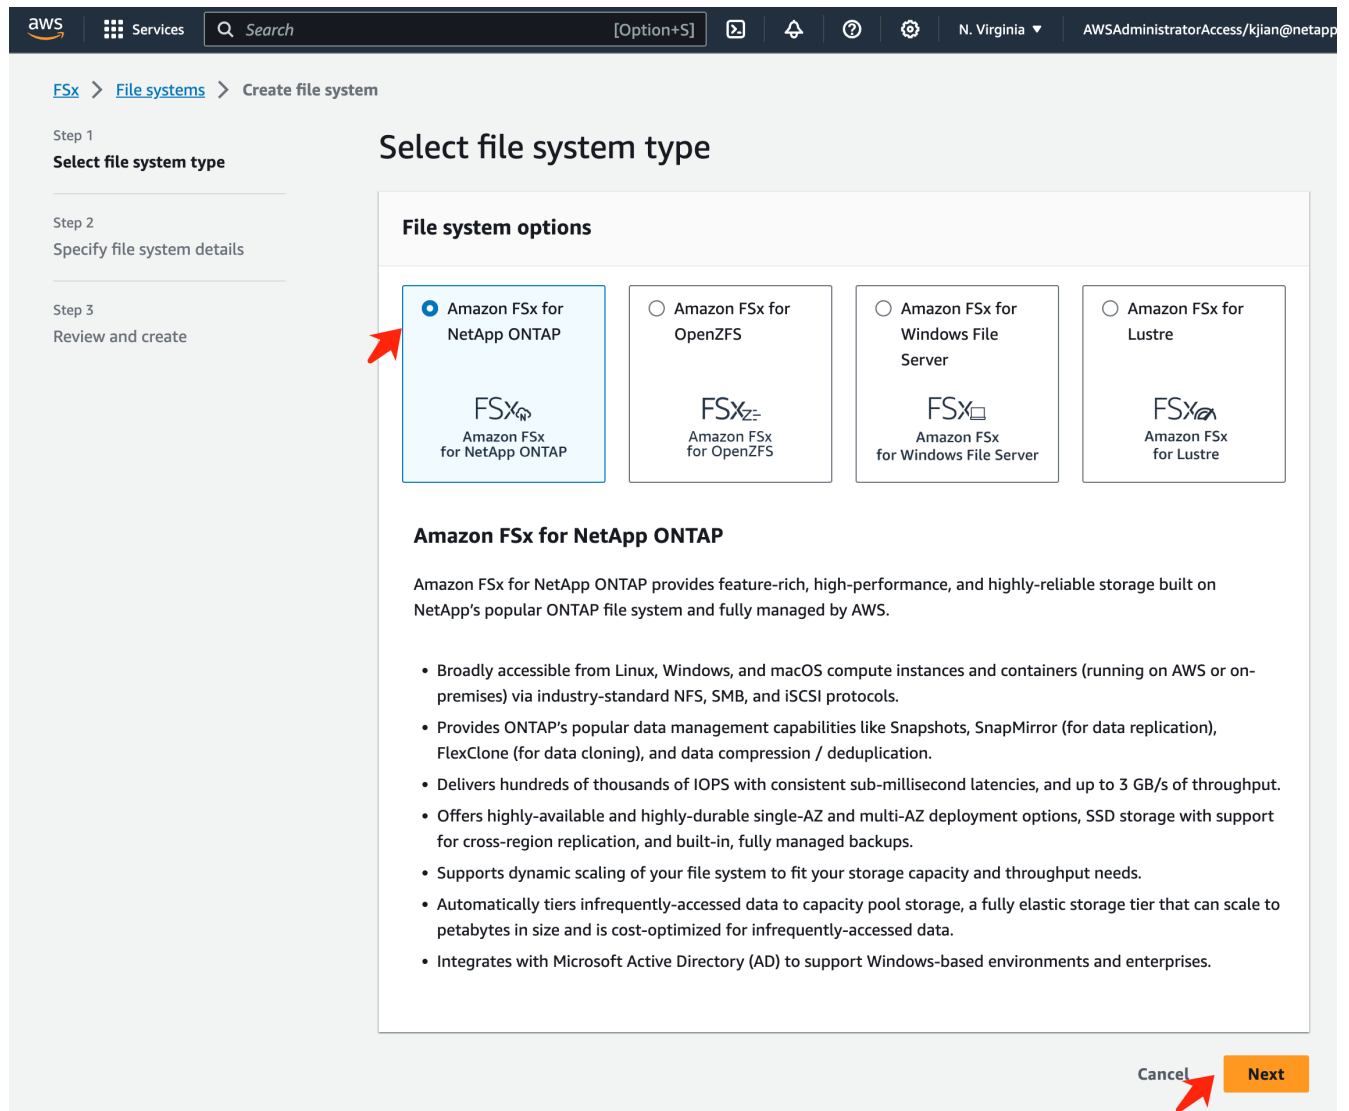 aws
Services
Search
[Option+S]
N. Virginia
AWSAdministratorAccess/kjian@netapp
FSx
File systems
Create file system
Step 1
Select file system type
Step 2
Specify file system details
Step 3
Review and create
Select file system type
File system options
Amazon FSx for
NetApp ONTAP
FSx
N
Amazon FSx
for NetApp ONTAP
Amazon FSx for
OpenZFS
FSxZ
Amazon FSx
for OpenZFS
Amazon FSx for
Windows File
Server
FSx
Amazon FSx
for Windows File Server
Amazon FSx for
Lustre
FSx
Amazon FSx
for Lustre
Amazon FSx for NetApp ONTAP
Amazon FSx for NetApp ONTAP provides feature-rich, high-performance, and highly-reliable storage built on
NetApp’s popular ONTAP file system and fully managed by AWS.
• Broadly accessible from Linux, Windows, and macOS compute instances and containers (running on AWS or on-
premises) via industry-standard NFS, SMB, and iSCSI protocols.
• Provides ONTAP’s popular data management capabilities like Snapshots, SnapMirror (for data replication),
FlexClone (for data cloning), and data compression / deduplication.
• Delivers hundreds of thousands of IOPS with consistent sub-millisecond latencies, and up to 3 GB/s of throughput.
• Offers highly-available and highly-durable single-AZ and multi-AZ deployment options, SSD storage with support
for cross-region replication, and built-in, fully managed backups.
• Supports dynamic scaling of your file system to fit your storage capacity and throughput needs.
• Automatically tiers infrequently-accessed data to capacity pool storage, a fully elastic storage tier that can scale to
petabytes in size and is cost-optimized for infrequently-accessed data.
• Integrates with Microsoft Active Directory (AD) to support Windows-based environments and enterprises.
Cancel
Next